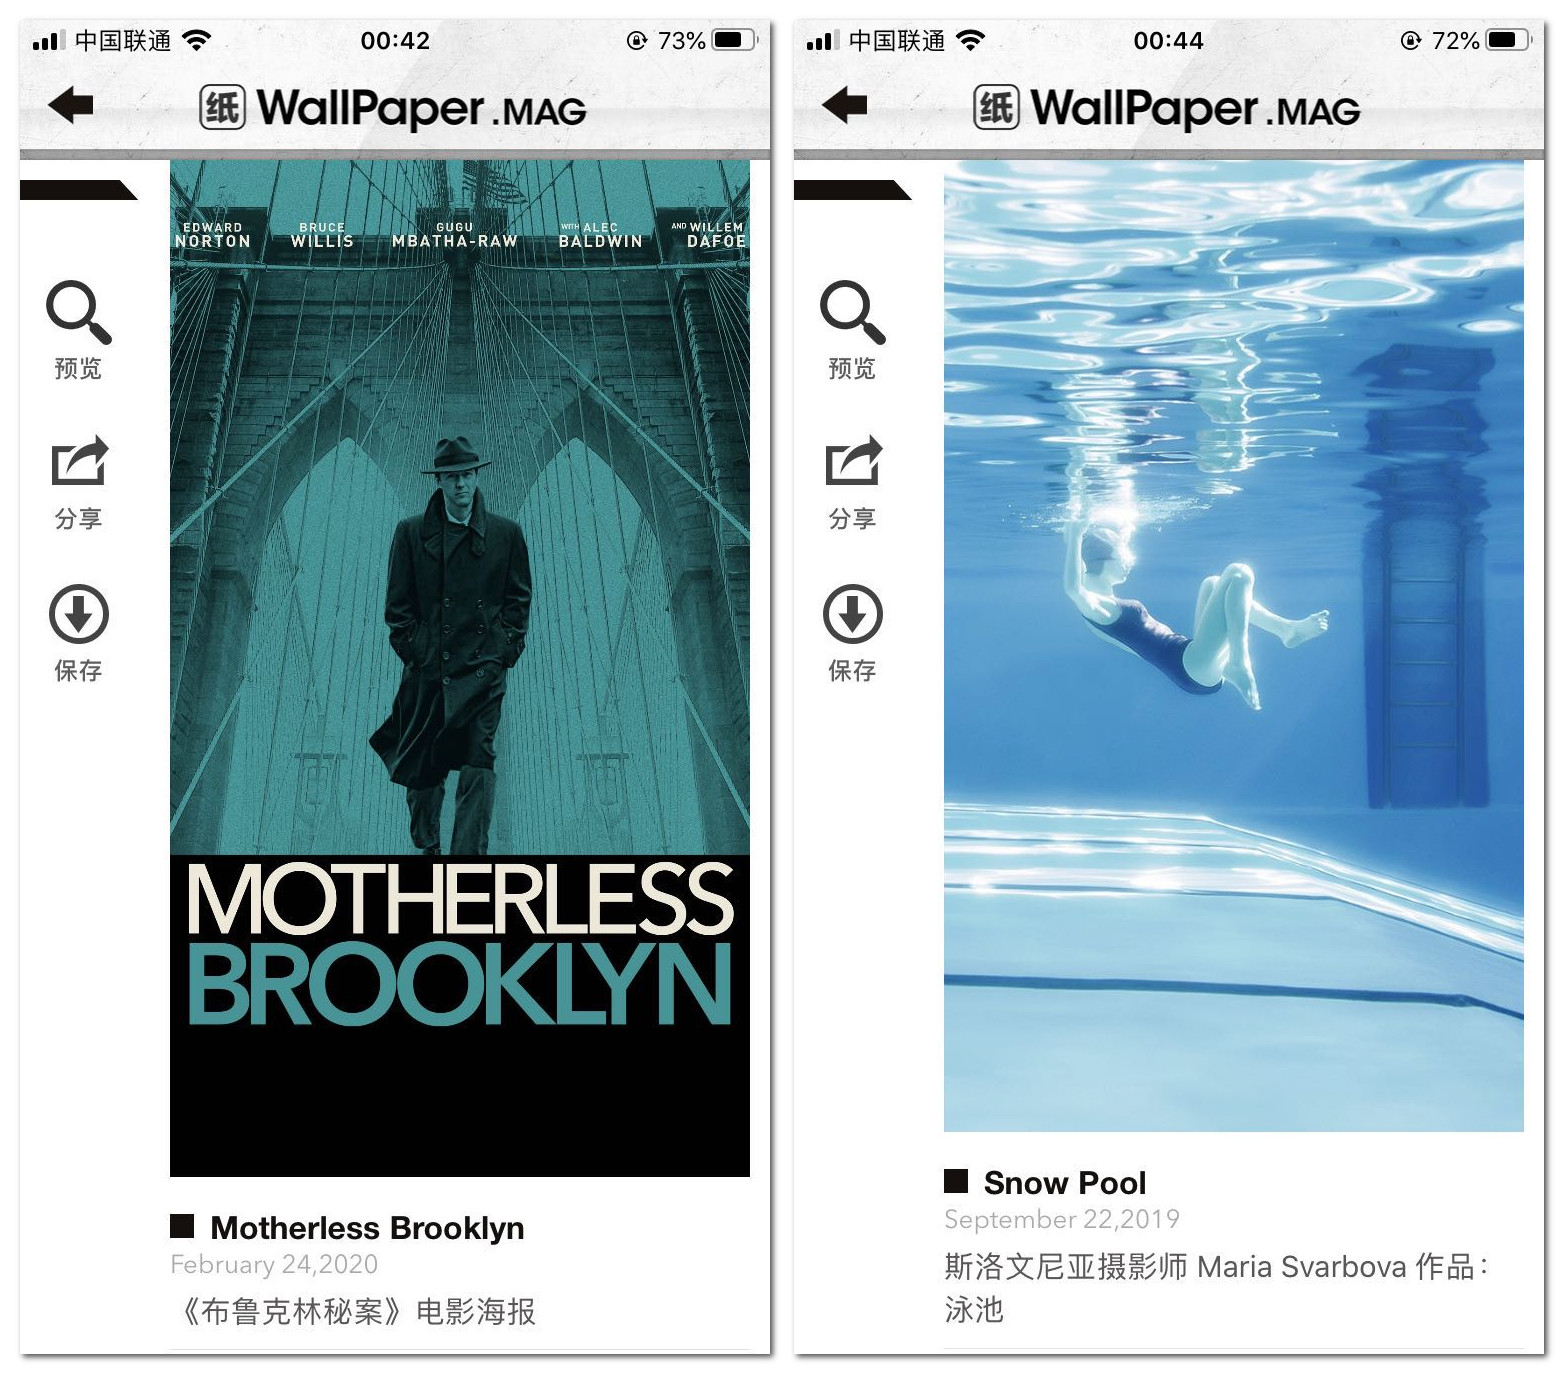 中国联通 00:42 73%
纸 WallPaper.MAG
EDWARD NORTON BRUCE WILLIS GUGU MBATHA-RAW WITH ALEC BALDWIN AND WILLEM DAFOE
预览
分享
保存
MOTHERLESS
BROOKLYN
Motherless Brooklyn
February 24,2020
《布鲁克林秘案》电影海报
中国联通 00:44 72%
纸 WallPaper.MAG
预览
分享
保存
Snow Pool
September 22,2019
斯洛文尼亚摄影师 Maria Svarbova 作品：
泳池